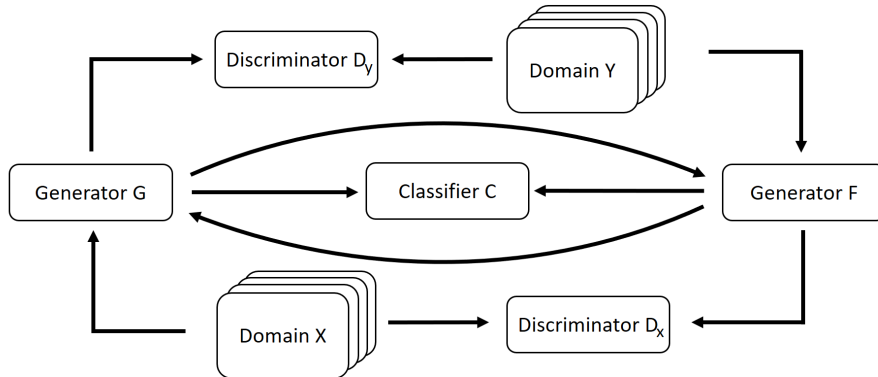 Discriminator Dy
Domain Y
Generator G
Classifier C
Generator F
Domain X
Discriminator Dx